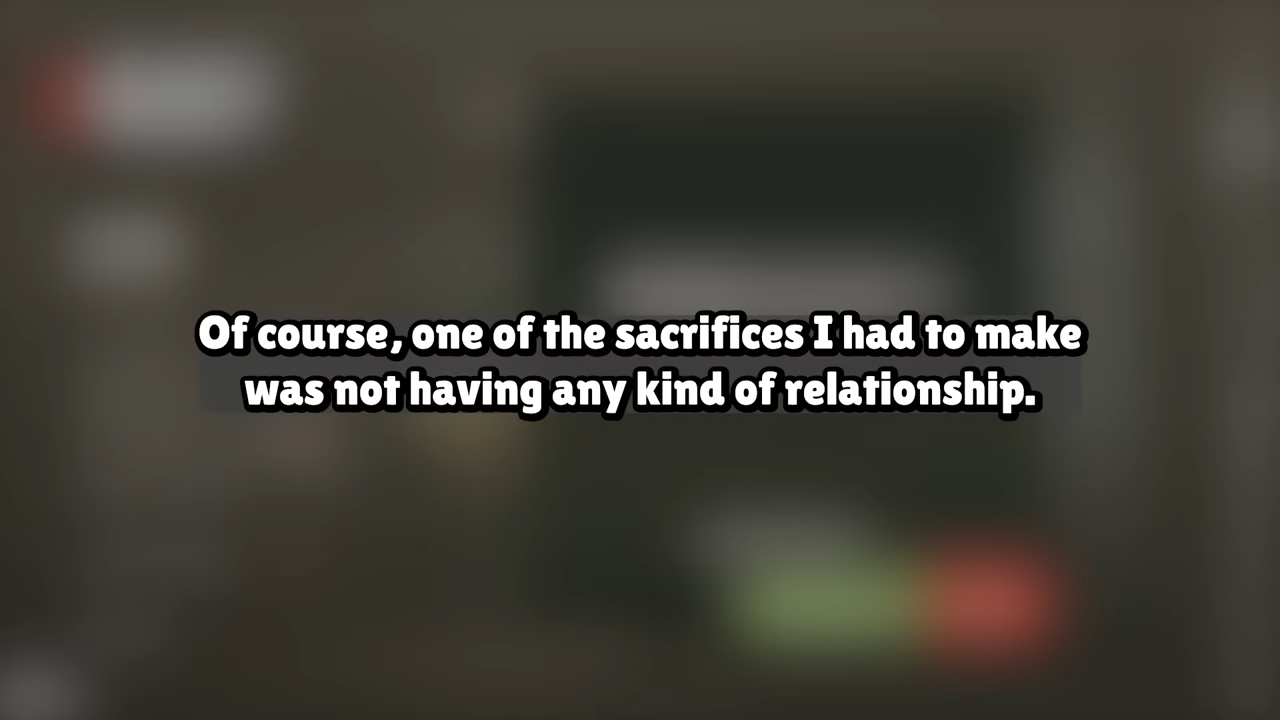 Of course, one of the sacrifices I had to make
was not having any kind of relationship.